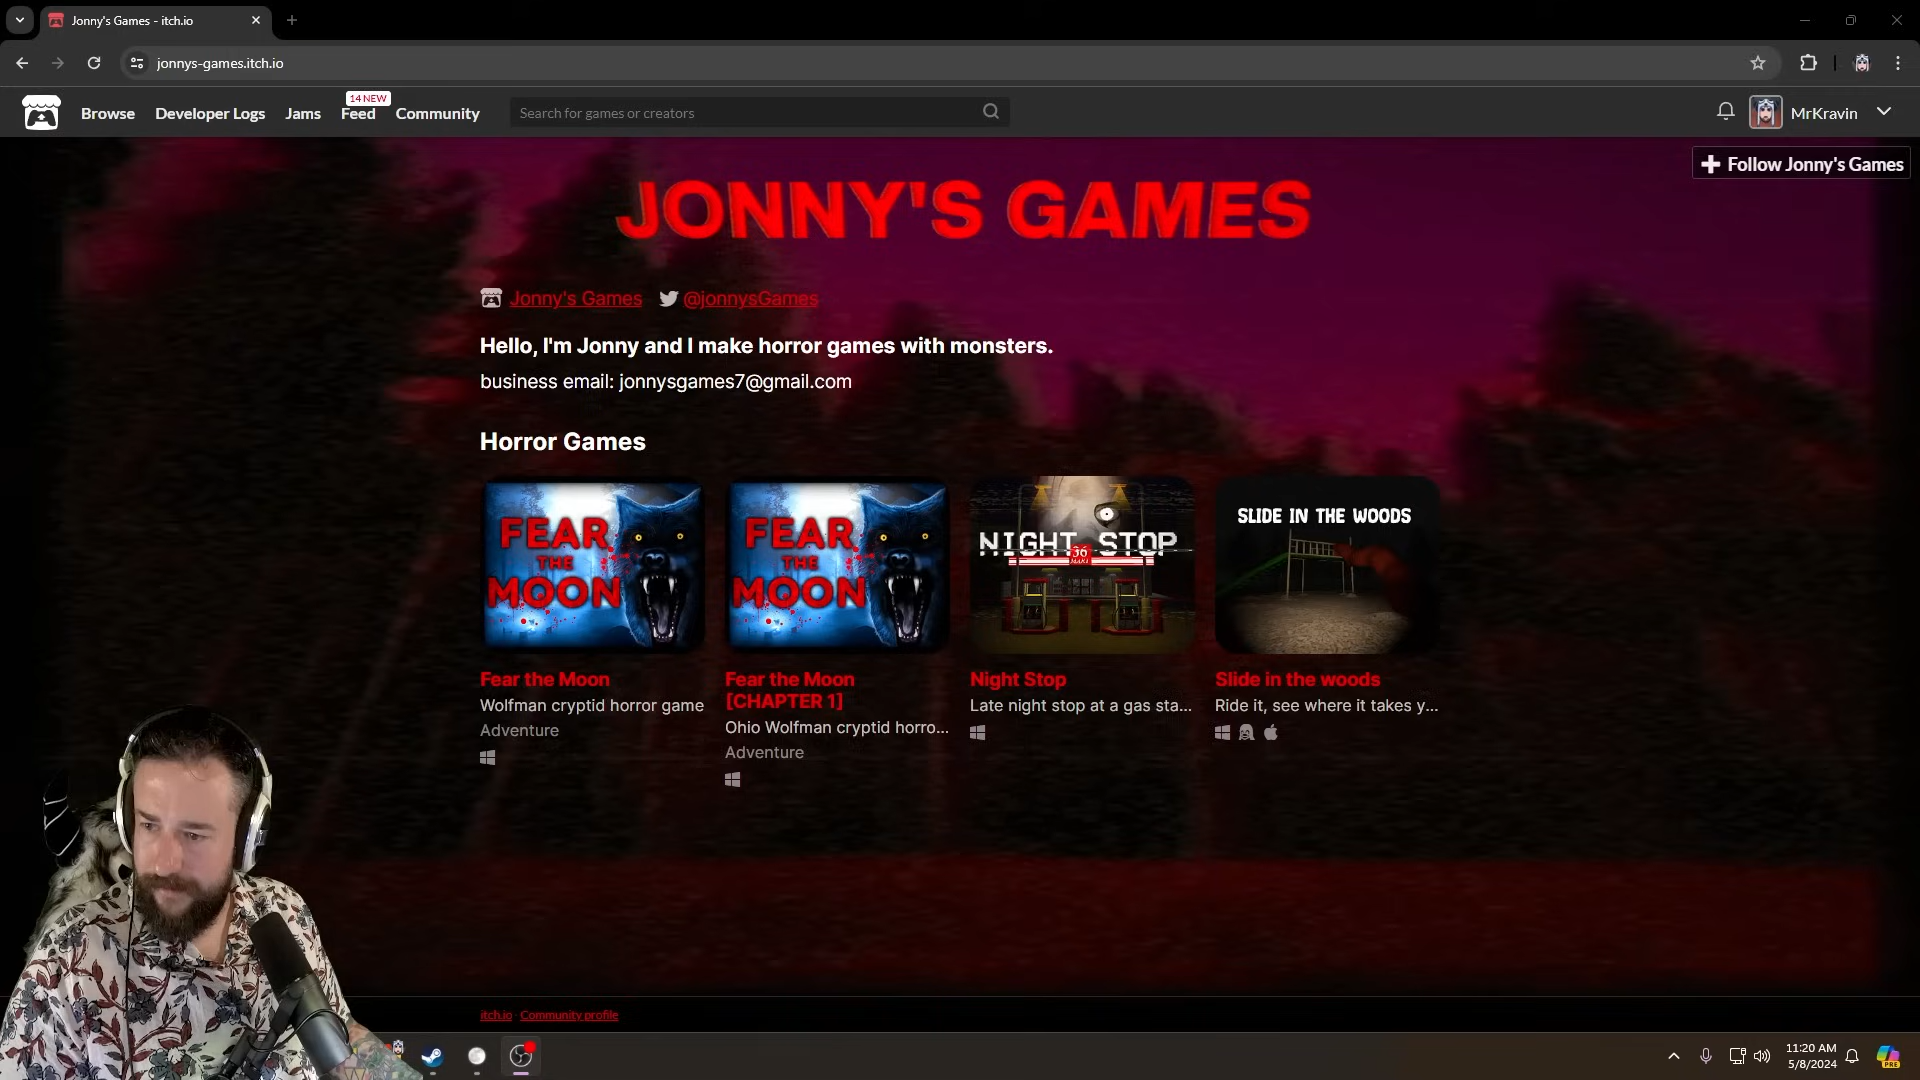 Jonny's Games - itch.io
jonnys-games.itch.io
Browse
Developer Logs
Jams
14 NEW
Feed
Community
Search for games or creators
MrKravin
Follow Jonny's Games
JONNY'S GAMES
Jonny's Games @jonnysGames
Hello, I'm Jonny and I make horror games with monsters.
business email: jonnysgames7@gmail.com
Horror Games
FEAR
THE
MOON
FEAR
THE
MOON
NIGHT STOP
36
MART
SLIDE IN THE WOODS
Fear the Moon
Wolfman cryptid horror game
Adventure
Fear the Moon
[CHAPTER 1]
Ohio Wolfman cryptid horro...
Adventure
Night Stop
Late night stop at a gas sta...
Slide in the woods
Ride it, see where it takes y...
itch.io · Community profile
11:20 AM
5/8/2024
PRE